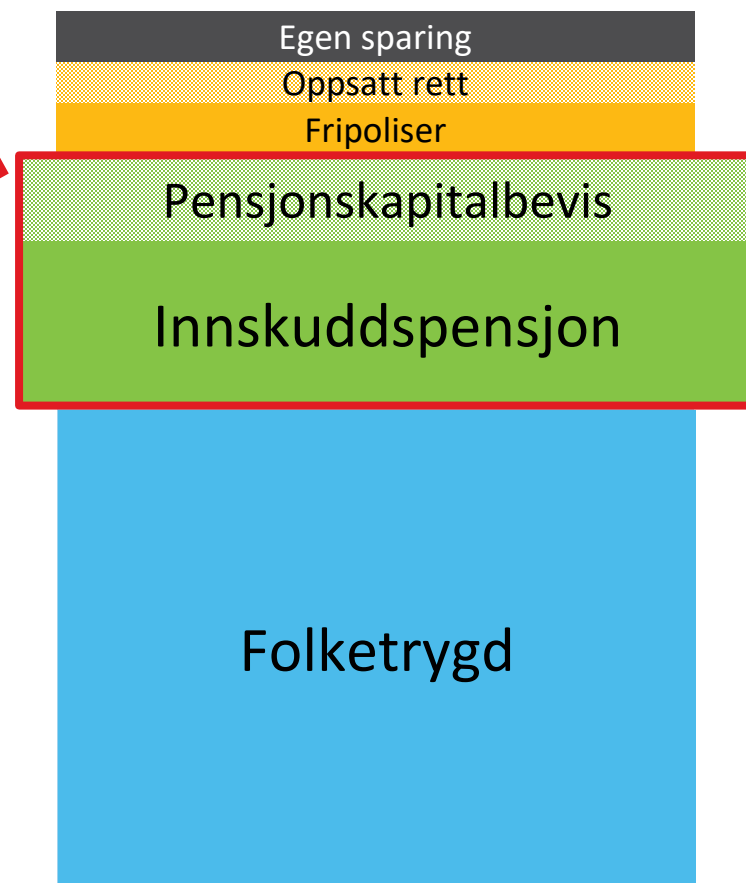 Egen sparing
Oppsatt rett
Fripoliser
Pensjonskapitalbevis
Innskuddspensjon
Folketrygd